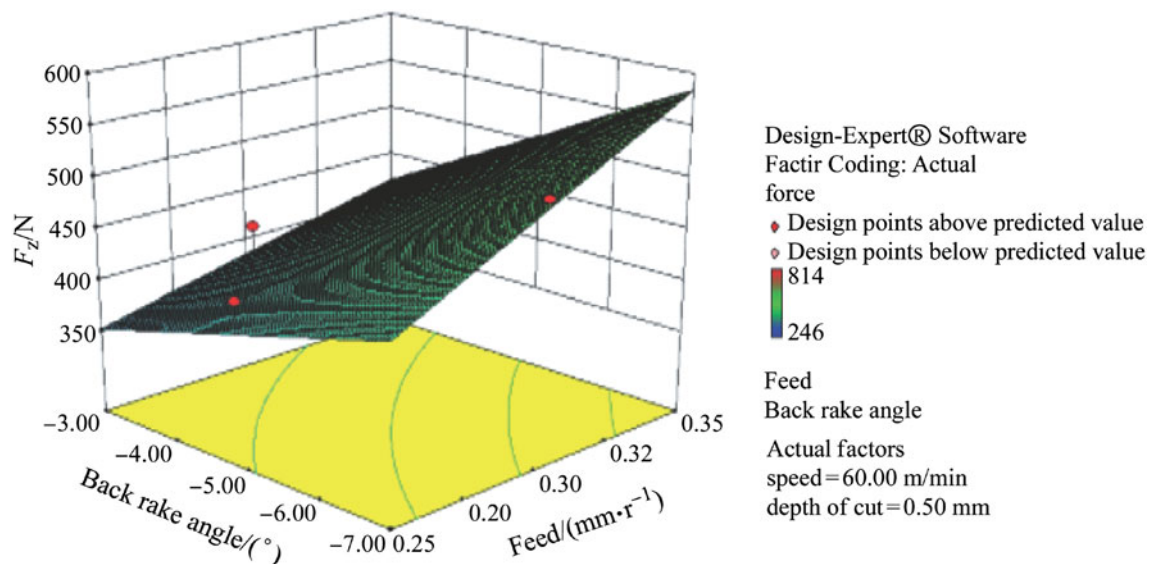 600
550
500
450
400
350
F_z/N
−3.00
−4.00
−5.00
−6.00
−7.00
Back rake angle/(°)
0.25
0.20
0.30
0.32
0.35
Feed/(mm·r⁻¹)
Design-Expert® Software
Factir Coding: Actual
force
Design points above predicted value
Design points below predicted value
814
246
Feed
Back rake angle
Actual factors
speed=60.00 m/min
depth of cut=0.50 mm